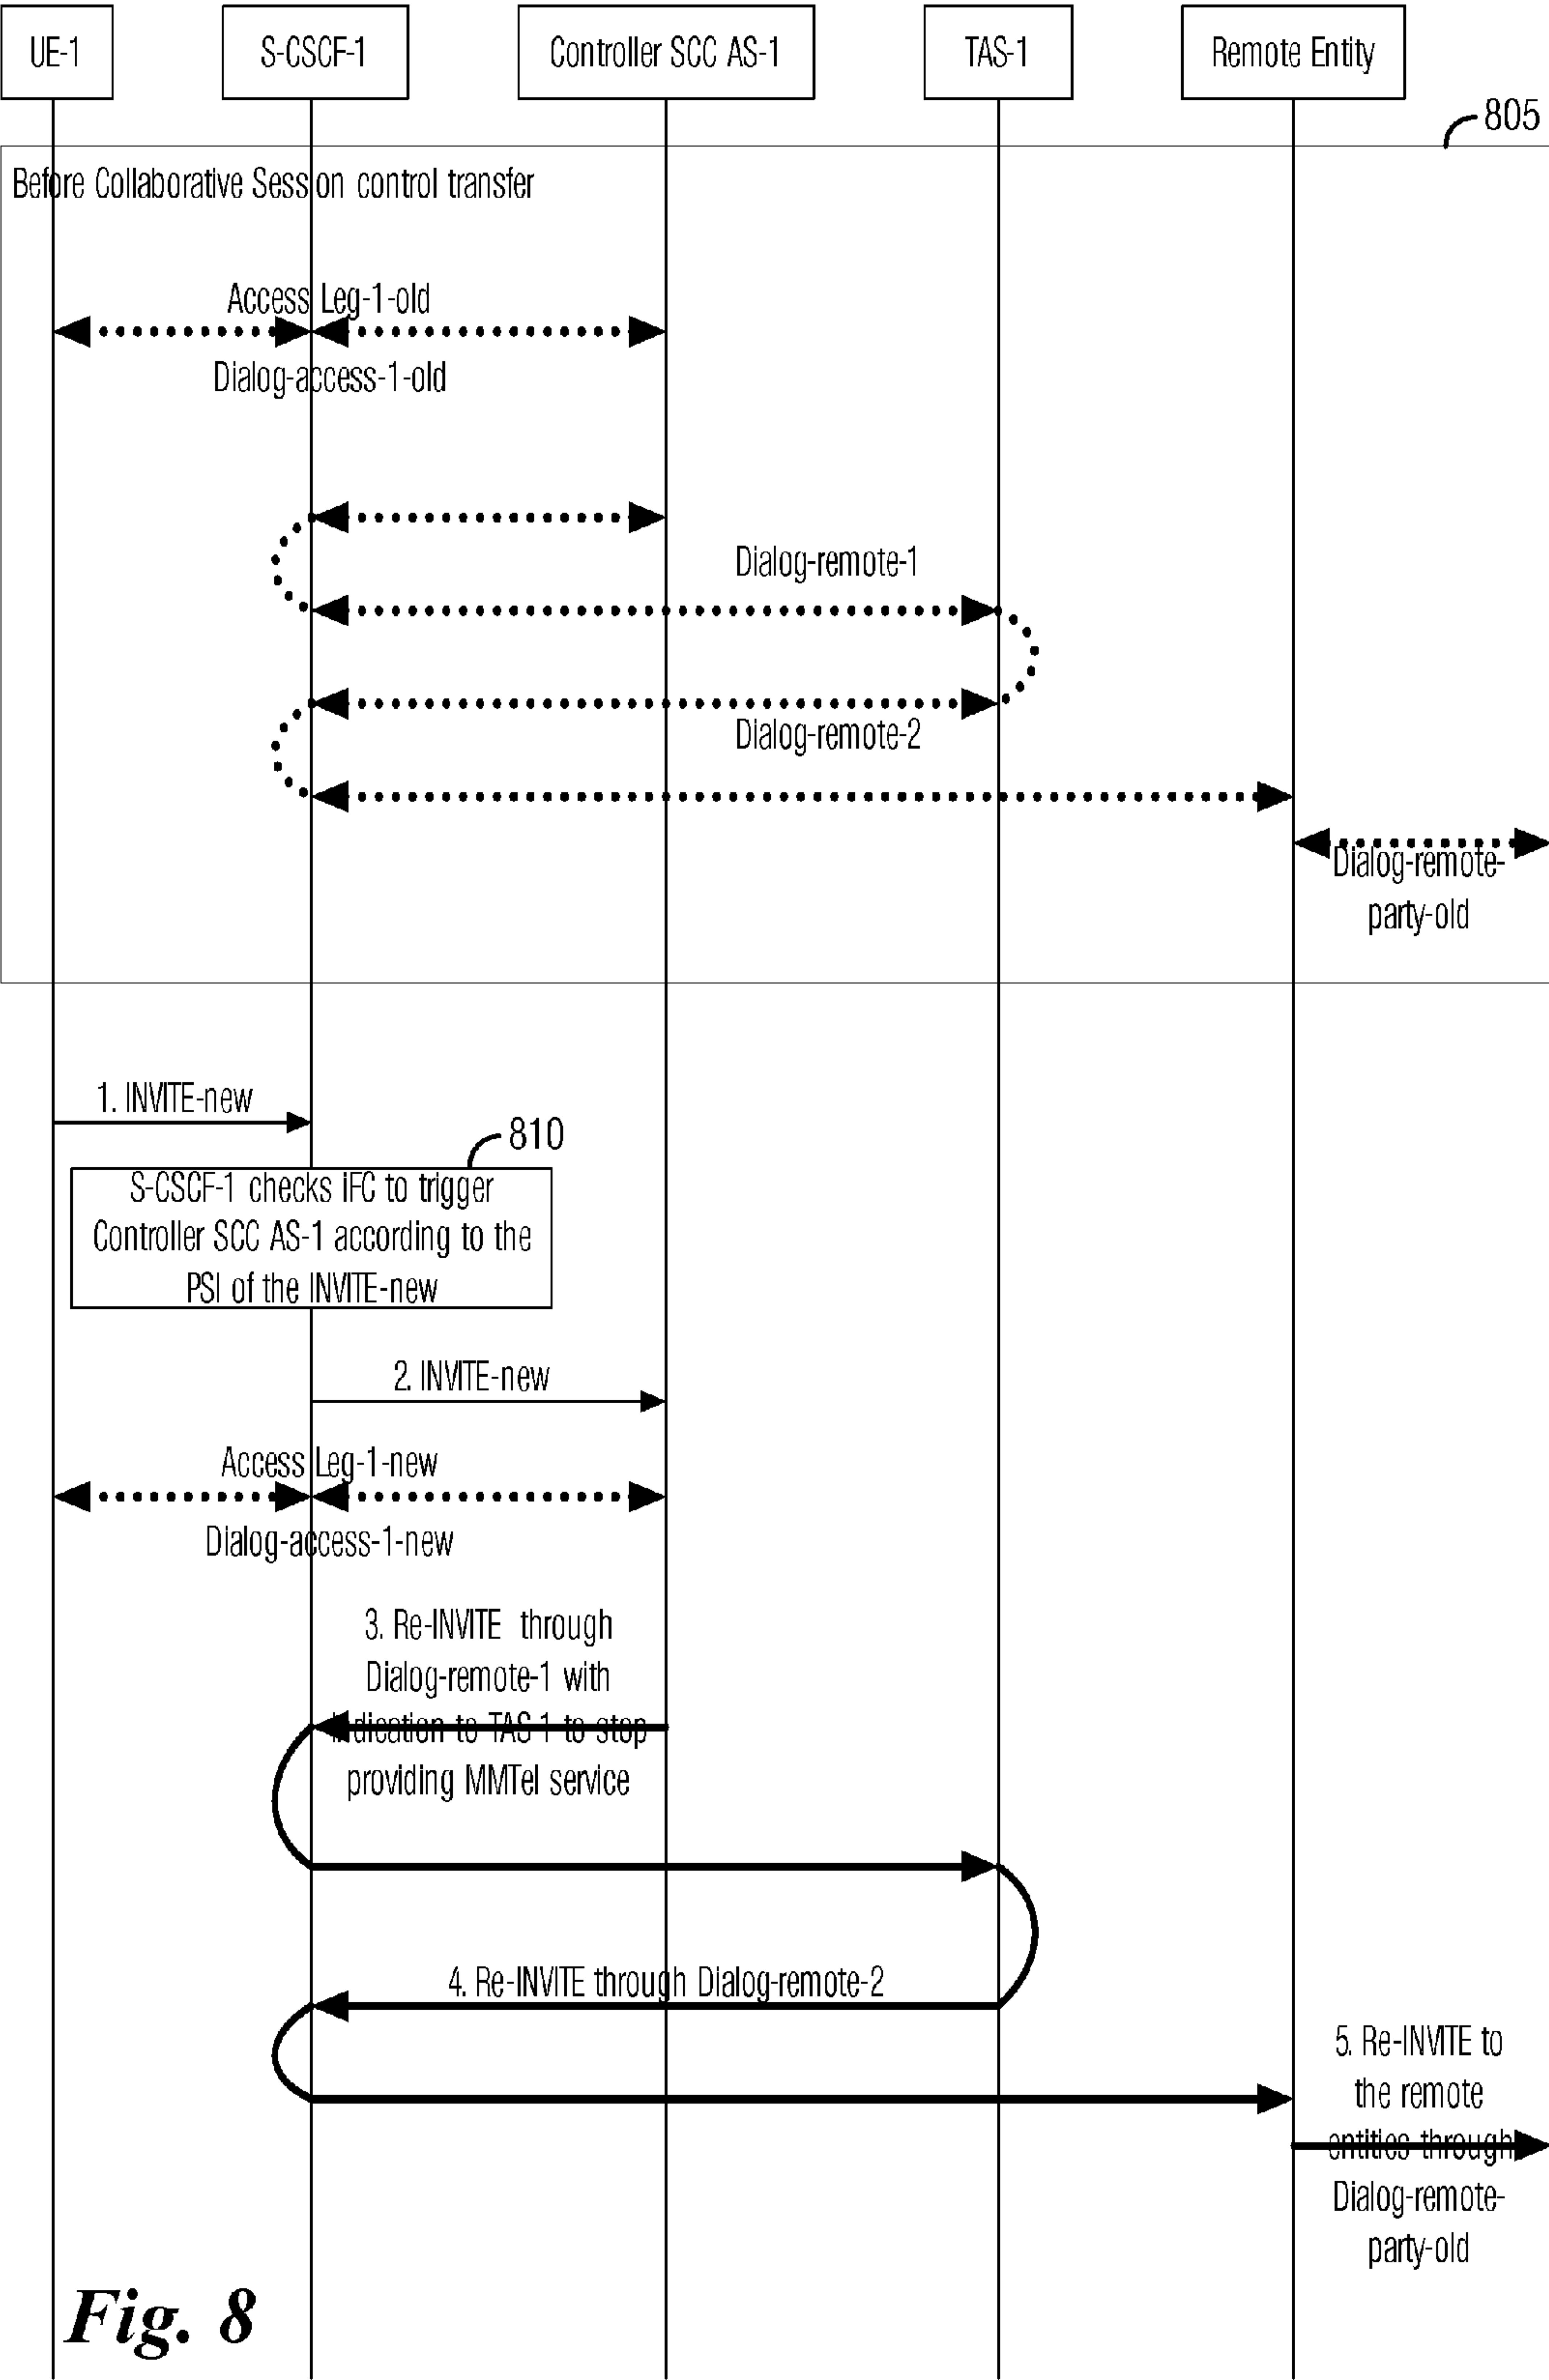 UE-1
S-CSCF-1
Controller SCC AS-1
TAS-1
Remote Entity
805
Before Collaborative Session control transfer
Access Leg-1-old
Dialog-access-1-old
Dialog-remote-1
Dialog-remote-2
Dialog-remote-
party-old
1. INVITE-new
810
S-CSCF-1 checks iFC to trigger
Controller SCC AS-1 according to the
PSI of the INVITE-new
2. INVITE-new
Access Leg-1-new
Dialog-access-1-new
3. Re-INVITE through
Dialog-remote-1 with
indication to TAS-1 to stop
providing MMTel service
4. Re-INVITE through Dialog-remote-2
5. Re-INVITE to
the remote
entities through
Dialog-remote-
party-old
Fig. 8